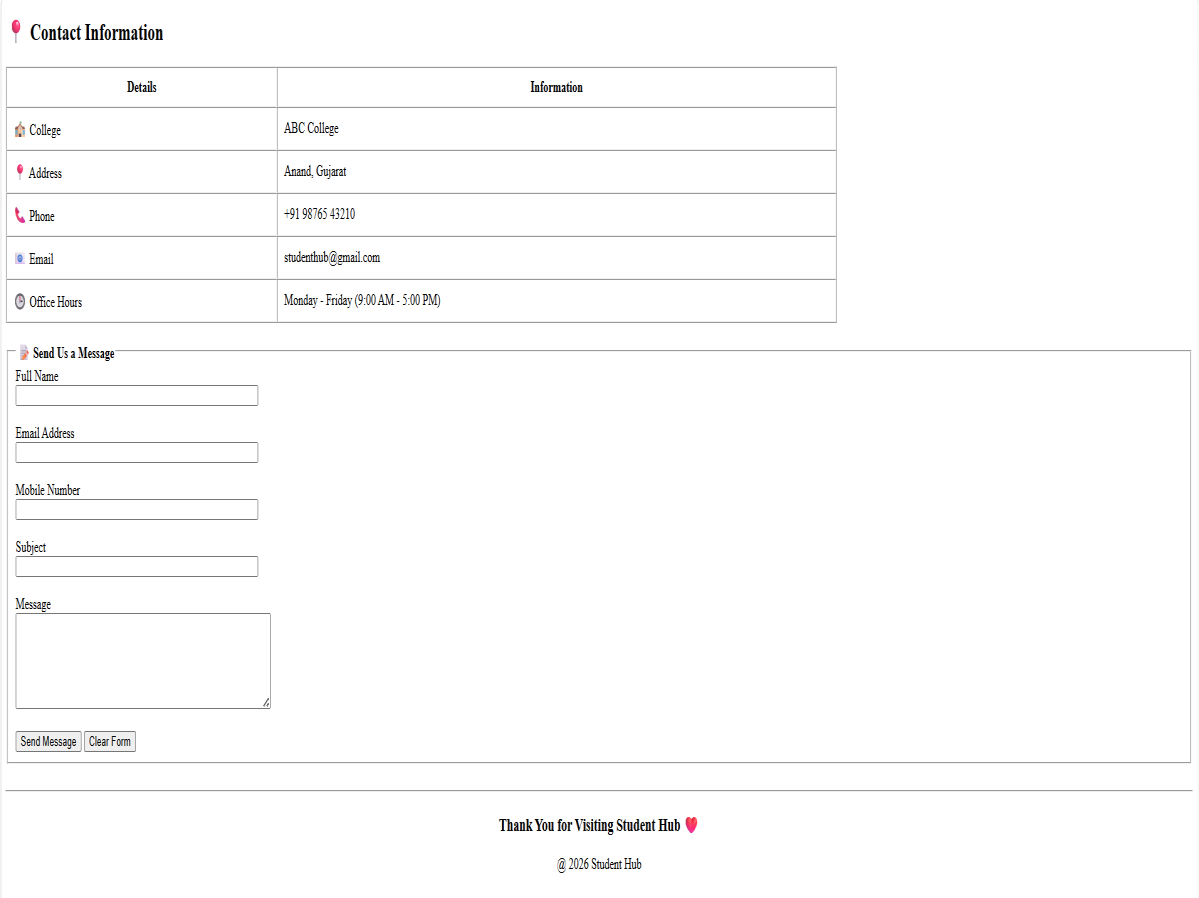 📍 Contact Information
Details Information
🏫 College ABC College
📍 Address Anand, Gujarat
📞 Phone +91 98765 43210
📧 Email studenthub@gmail.com
🕒 Office Hours Monday - Friday (9:00 AM - 5:00 PM)
📝 Send Us a Message
Full Name
Email Address
Mobile Number
Subject
Message
Send Message Clear Form
Thank You for Visiting Student Hub ❤️
@ 2026 Student Hub